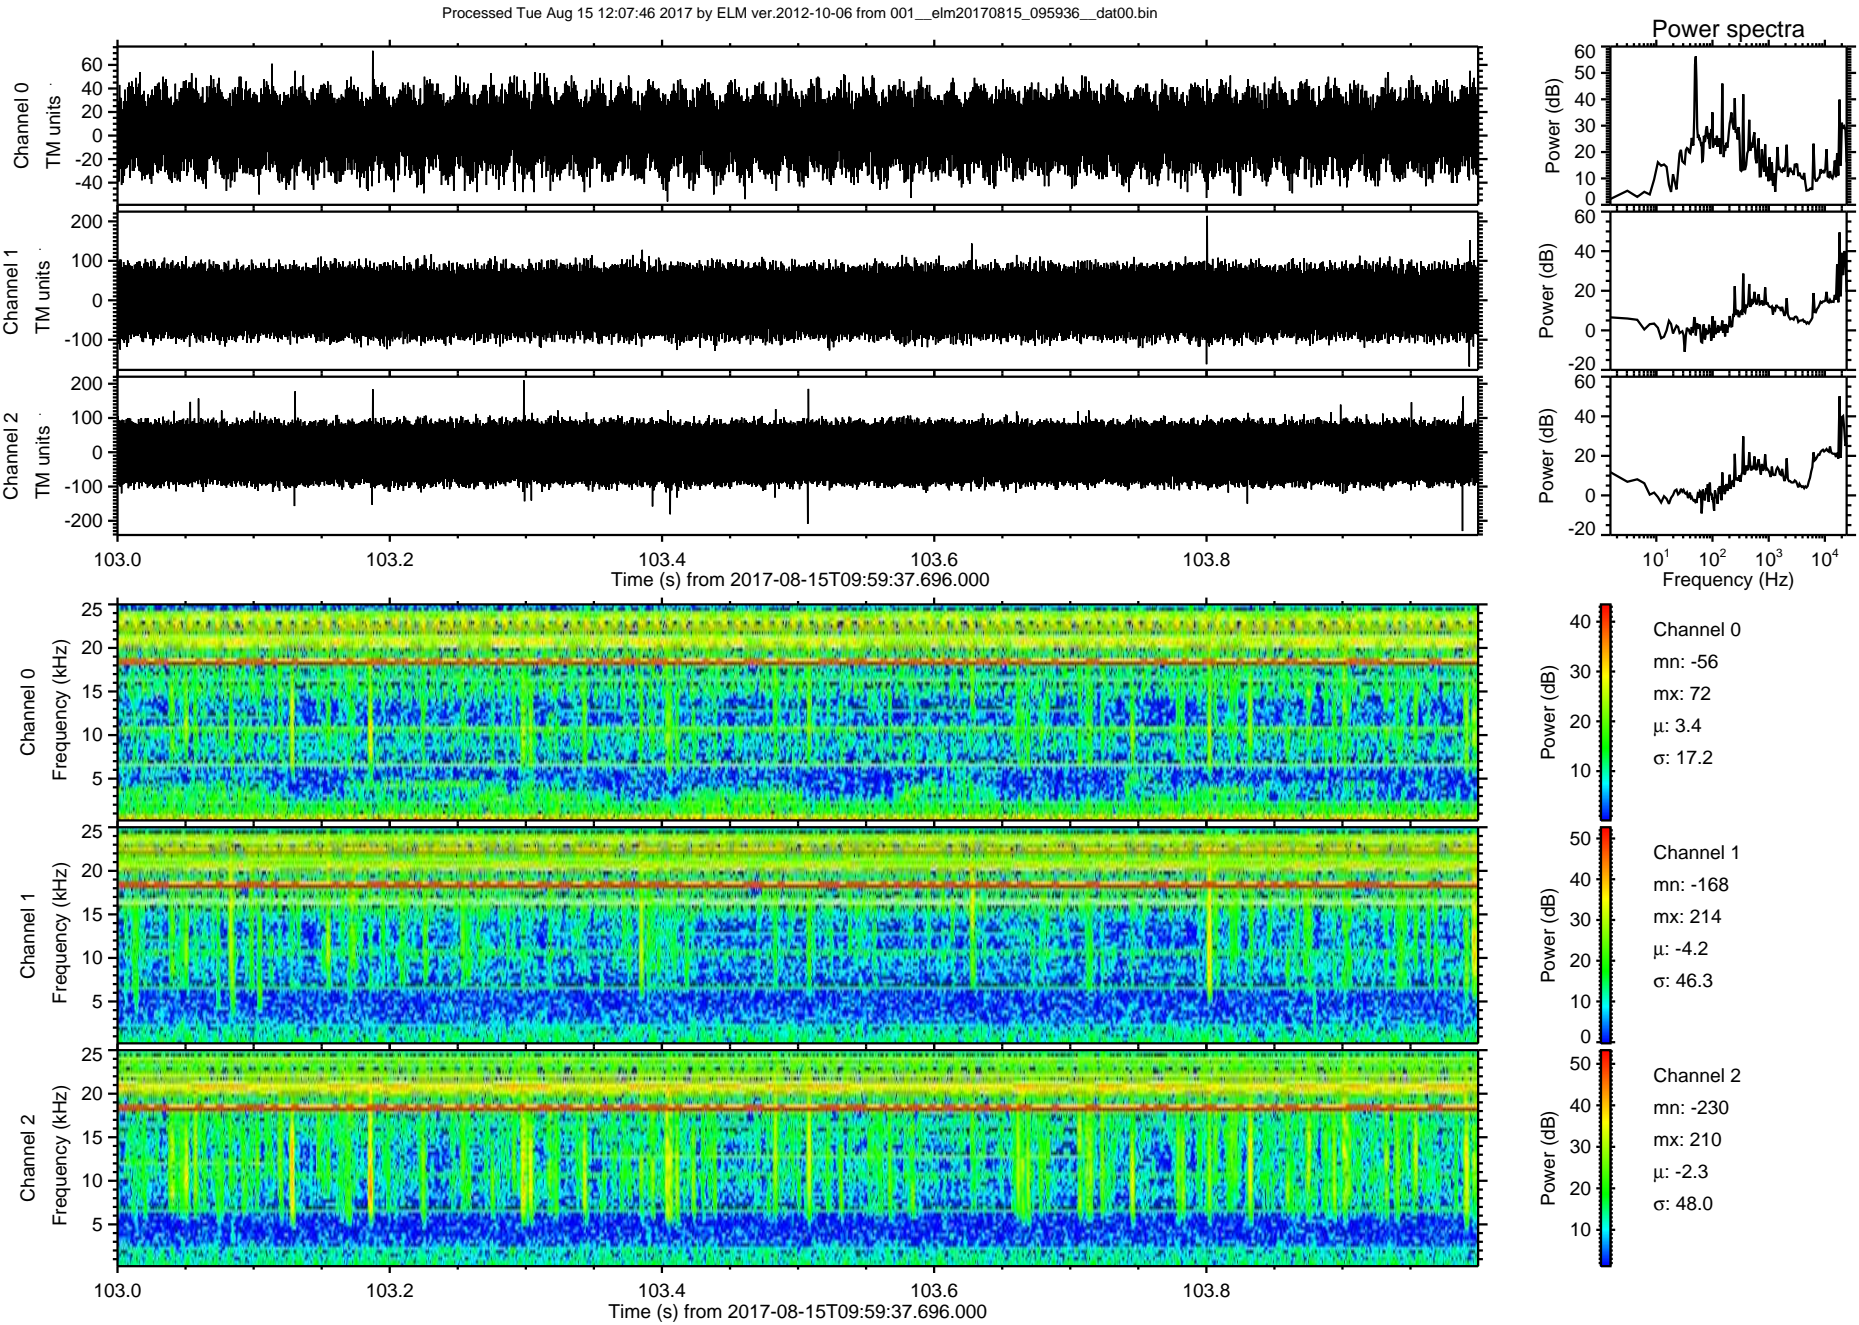 Processed Tue Aug 15 12:07:46 2017 by ELM ver.2012-10-06 from 001__elm20170815_095936__dat00.bin
Power spectra
Channel 0
TM units
60
40
20
0
-20
-40
Power (dB)
60
50
40
30
20
10
0
Channel 1
TM units
200
100
0
-100
Power (dB)
60
40
20
0
-20
Channel 2
TM units
200
100
0
-100
-200
Power (dB)
60
40
20
0
-20
103.0 103.2 103.4 103.6 103.8
Time (s) from 2017-08-15T09:59:37.696.000
10^1 10^2 10^3 10^4
Frequency (Hz)
Channel 0
Frequency (kHz)
25
20
15
10
5
Power (dB)
40
30
20
10
Channel 0
mn: -56
mx: 72
μ: 3.4
σ: 17.2
Channel 1
Frequency (kHz)
25
20
15
10
5
Power (dB)
50
40
30
20
10
0
Channel 1
mn: -168
mx: 214
μ: -4.2
σ: 46.3
Channel 2
Frequency (kHz)
25
20
15
10
5
Power (dB)
50
40
30
20
10
Channel 2
mn: -230
mx: 210
μ: -2.3
σ: 48.0
103.0 103.2 103.4 103.6 103.8
Time (s) from 2017-08-15T09:59:37.696.000